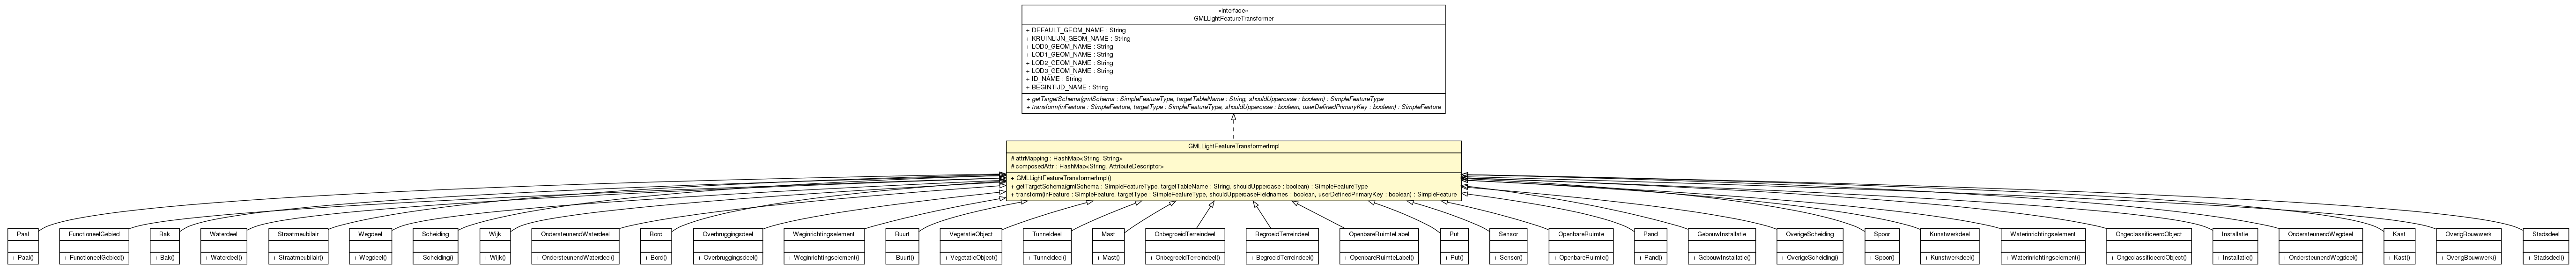 «interface»
GMLLightFeatureTransformer
+ DEFAULT_GEOM_NAME : String
+ KRUINLIJN_GEOM_NAME : String
+ LOD0_GEOM_NAME : String
+ LOD1_GEOM_NAME : String
+ LOD2_GEOM_NAME : String
+ LOD3_GEOM_NAME : String
+ ID_NAME : String
+ BEGINTIJD_NAME : String
+ getTargetSchema(gmlSchema : SimpleFeatureType, targetTableName : String, shouldUppercase : boolean) : SimpleFeatureType
+ transform(inFeature : SimpleFeature, targetType : SimpleFeatureType, shouldUppercase : boolean, userDefinedPrimaryKey : boolean) : SimpleFeature
GMLLightFeatureTransformerImpl
# attrMapping : HashMap<String, String>
# composedAttr : HashMap<String, AttributeDescriptor>
+ GMLLightFeatureTransformerImpl()
+ getTargetSchema(gmlSchema : SimpleFeatureType, targetTableName : String, shouldUppercase : boolean) : SimpleFeatureType
+ transform(inFeature : SimpleFeature, targetType : SimpleFeatureType, shouldUppercaseFieldnames : boolean, userDefinedPrimaryKey : boolean) : SimpleFeature
Paal
+ Paal()
FunctioneelGebied
+ FunctioneelGebied()
Bak
+ Bak()
Waterdeel
+ Waterdeel()
Straatmeubilair
+ Straatmeubilair()
Wegdeel
+ Wegdeel()
Scheiding
+ Scheiding()
Wijk
+ Wijk()
OndersteunendWaterdeel
+ OndersteunendWaterdeel()
Bord
+ Bord()
Overbruggingsdeel
+ Overbruggingsdeel()
Weginrichtingselement
+ Weginrichtingselement()
Buurt
+ Buurt()
VegetatieObject
+ VegetatieObject()
Tunneldeel
+ Tunneldeel()
Mast
+ Mast()
OnbegroeidTerreindeel
+ OnbegroeidTerreindeel()
BegroeidTerreindeel
+ BegroeidTerreindeel()
OpenbareRuimteLabel
+ OpenbareRuimteLabel()
Put
+ Put()
Sensor
+ Sensor()
OpenbareRuimte
+ OpenbareRuimte()
Pand
+ Pand()
GebouwInstallatie
+ GebouwInstallatie()
OverigeScheiding
+ OverigeScheiding()
Spoor
+ Spoor()
Kunstwerkdeel
+ Kunstwerkdeel()
Waterinrichtingselement
+ Waterinrichtingselement()
OngeclassificeerdObject
+ OngeclassificeerdObject()
Installatie
+ Installatie()
OndersteunendWegdeel
+ OndersteunendWegdeel()
Kast
+ Kast()
OverigBouwwerk
+ OverigBouwwerk()
Stadsdeel
+ Stadsdeel()